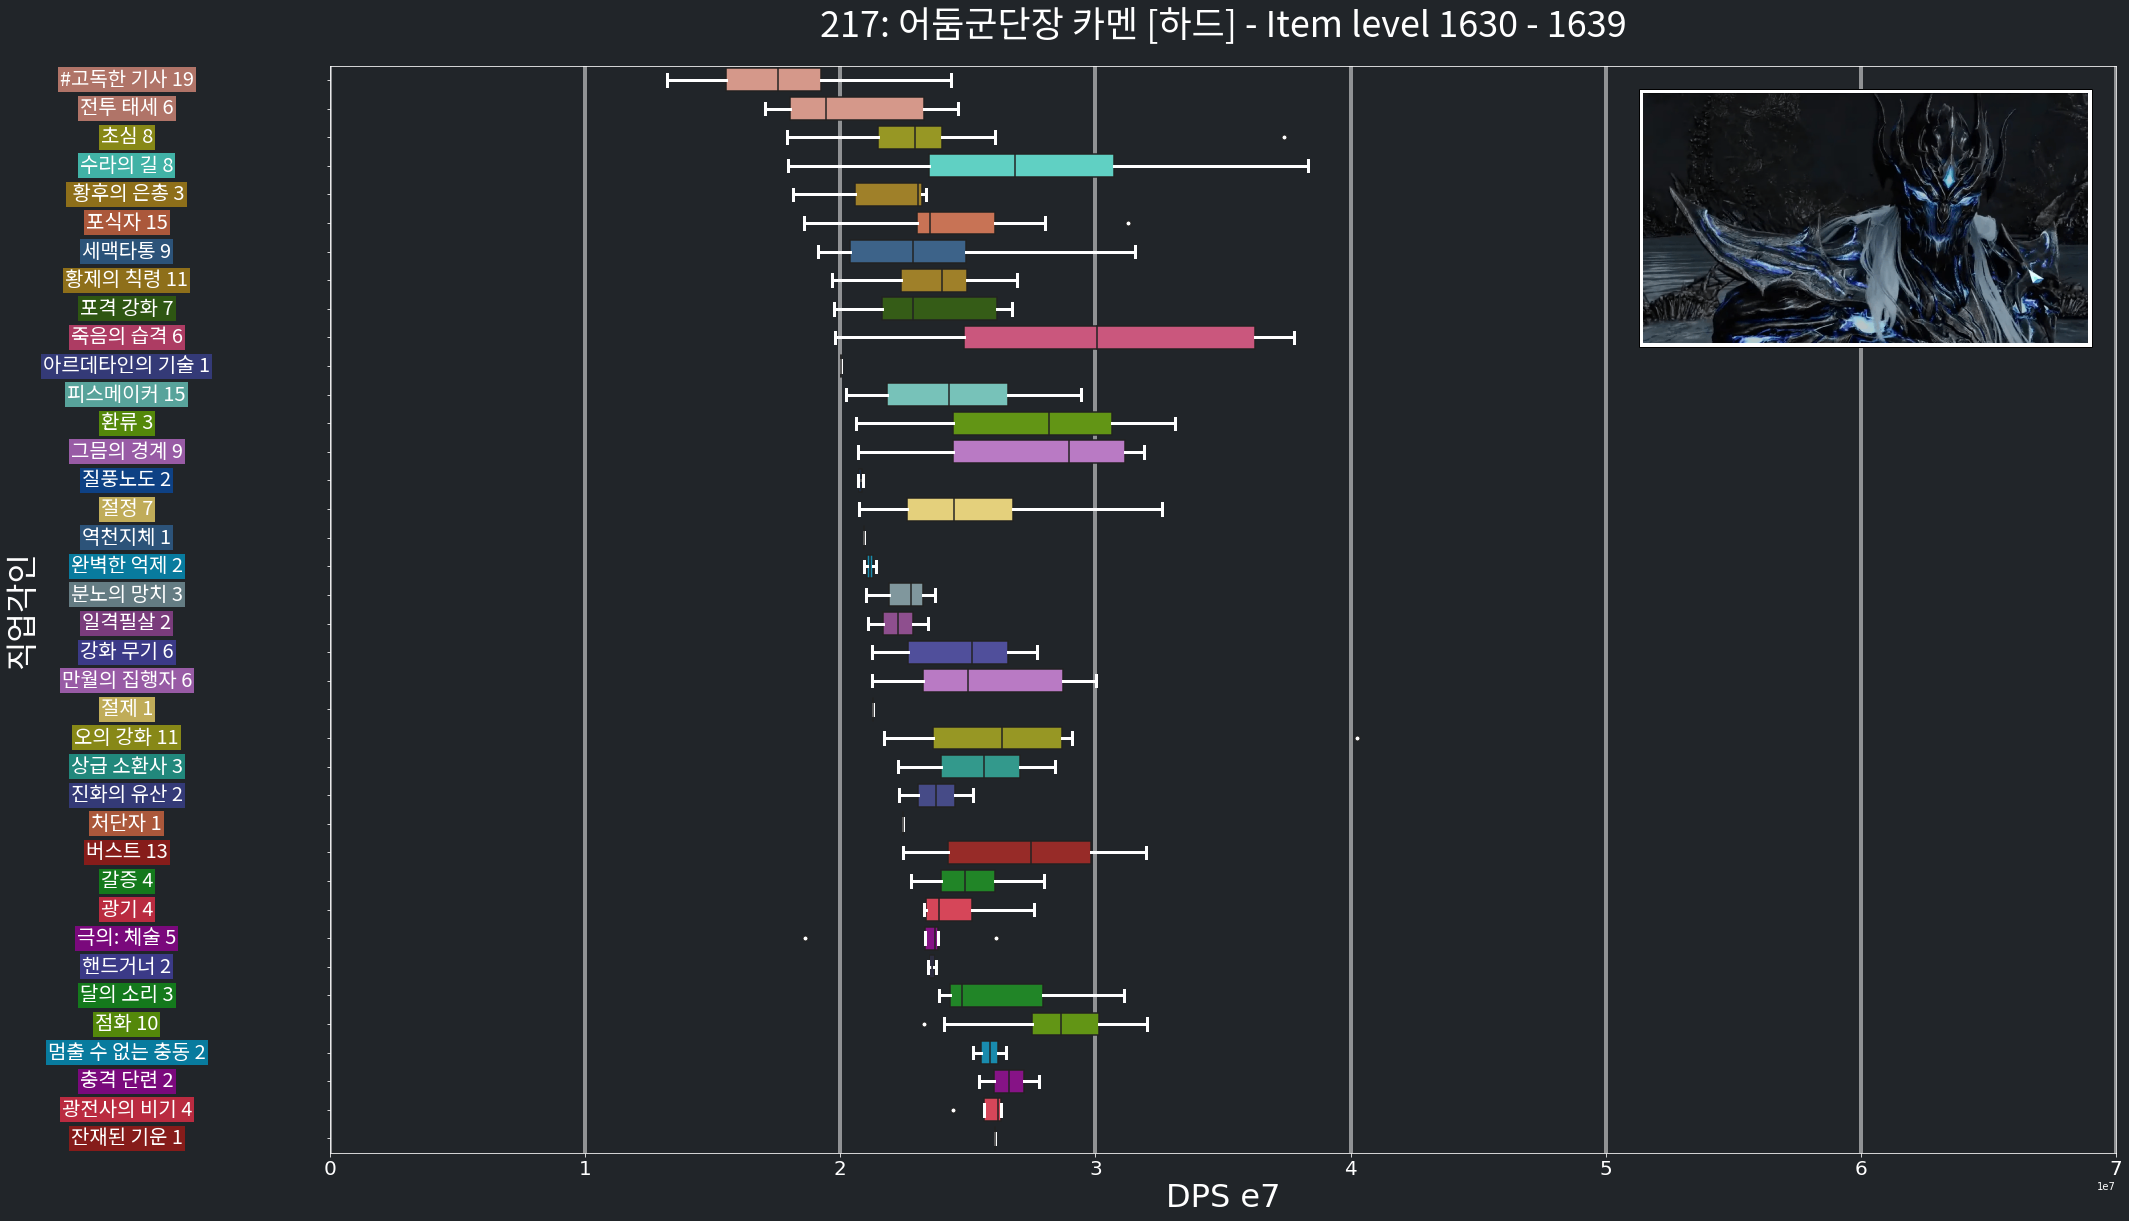 217: 어둠군단장 카멘 [하드] - Item level 1630 - 1639
#고독한 기사 19
전투 태세 6
초심 8
수라의 길 8
황후의 은총 3
포식자 15
세맥타통 9
황제의 칙령 11
포격 강화 7
죽음의 습격 6
아르데타인의 기술 1
피스메이커 15
환류 3
그믐의 경계 9
질풍노도 2
절정 7
역천지체 1
완벽한 억제 2
분노의 망치 3
일격필살 2
강화 무기 6
만월의 집행자 6
절제 1
오의 강화 11
상급 소환사 3
진화의 유산 2
처단자 1
버스트 13
갈증 4
광기 4
극의: 체술 5
핸드거너 2
달의 소리 3
점화 10
멈출 수 없는 충동 2
충격 단련 2
광전사의 비기 4
잔재된 기운 1
직업각인
0 1 2 3 4 5 6 7
1e7
DPS e7